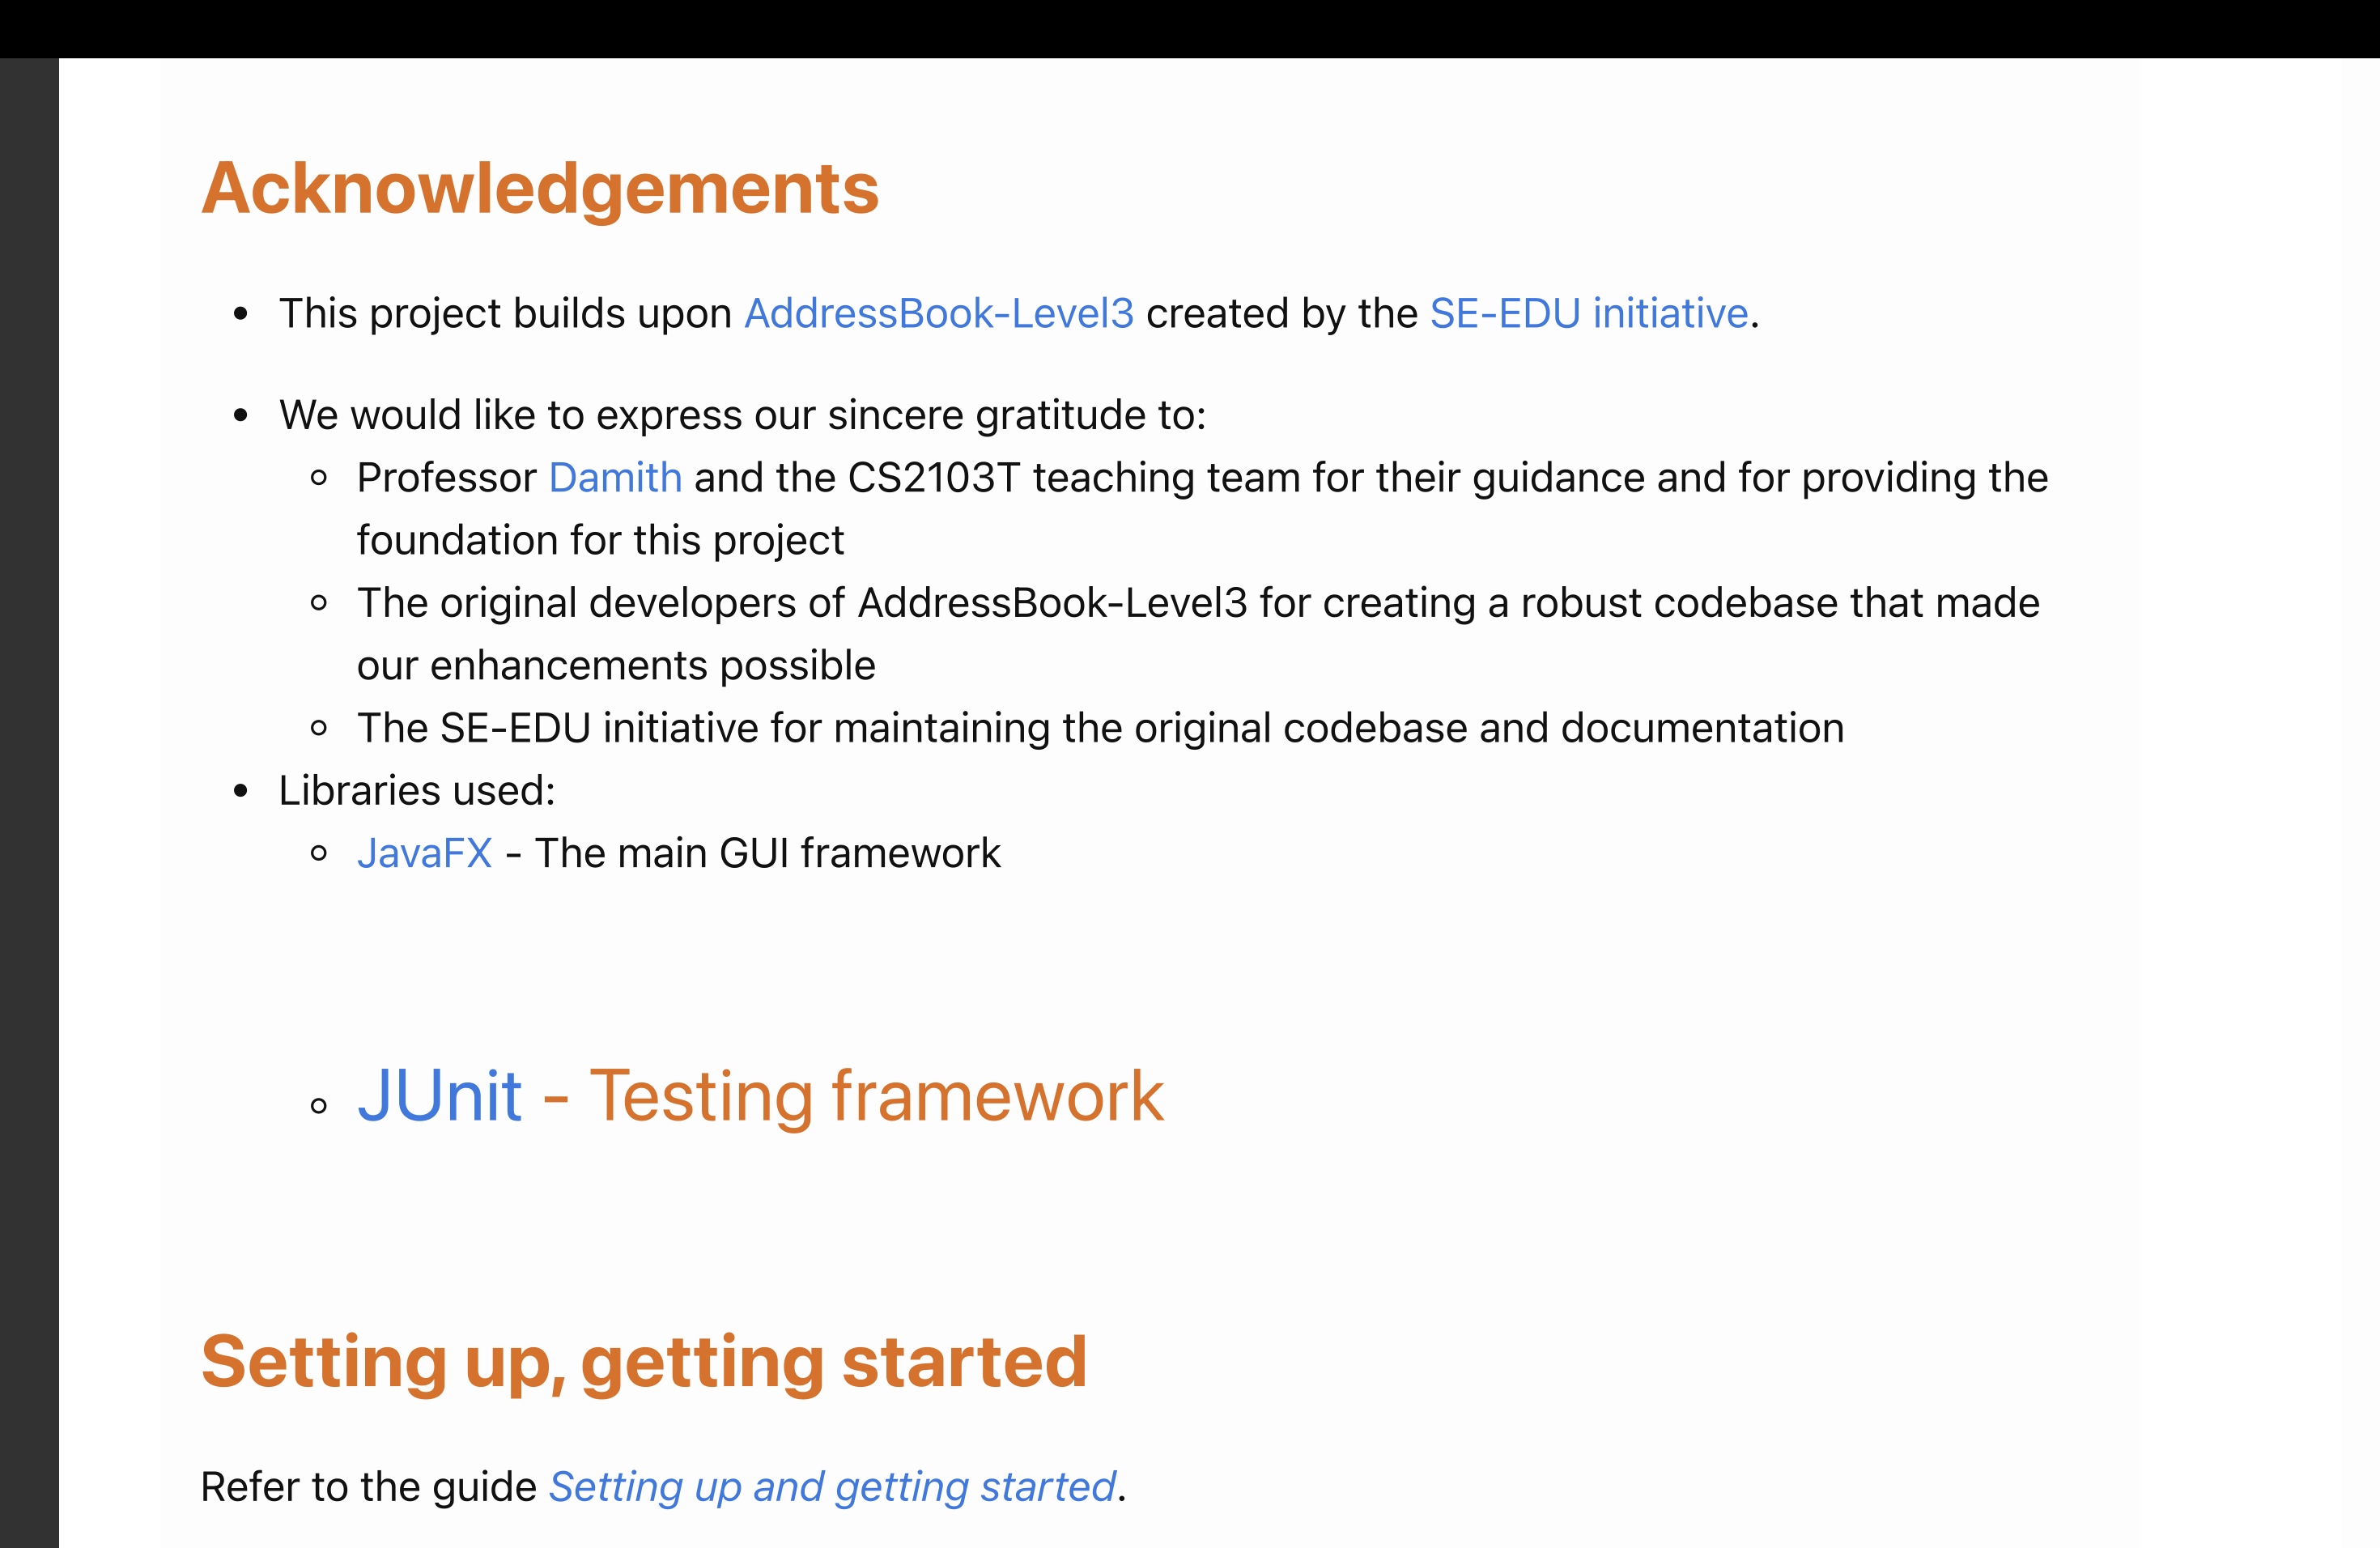 Acknowledgements
This project builds upon AddressBook-Level3 created by the SE-EDU initiative.
We would like to express our sincere gratitude to:
Professor Damith and the CS2103T teaching team for their guidance and for providing the
foundation for this project
The original developers of AddressBook-Level3 for creating a robust codebase that made
our enhancements possible
The SE-EDU initiative for maintaining the original codebase and documentation
Libraries used:
JavaFX - The main GUI framework
JUnit - Testing framework
Setting up, getting started
Refer to the guide Setting up and getting started.